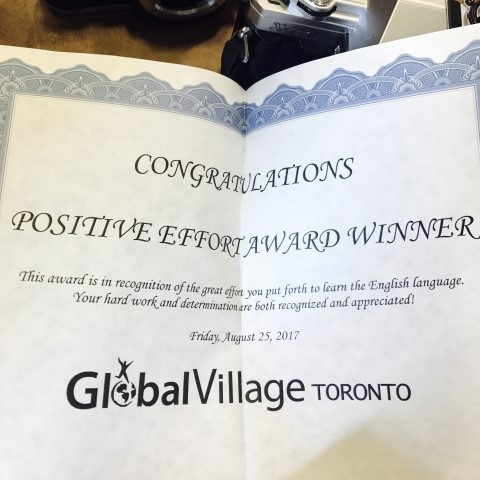 CONGRATULATIONS
POSITIVE EFFORT AWARD WINNER
This award is in recognition of the great effort you put forth to learn the English language.
Your hard work and determination are both recognized and appreciated!
Friday, August 25, 2017
GlobalVillage TORONTO